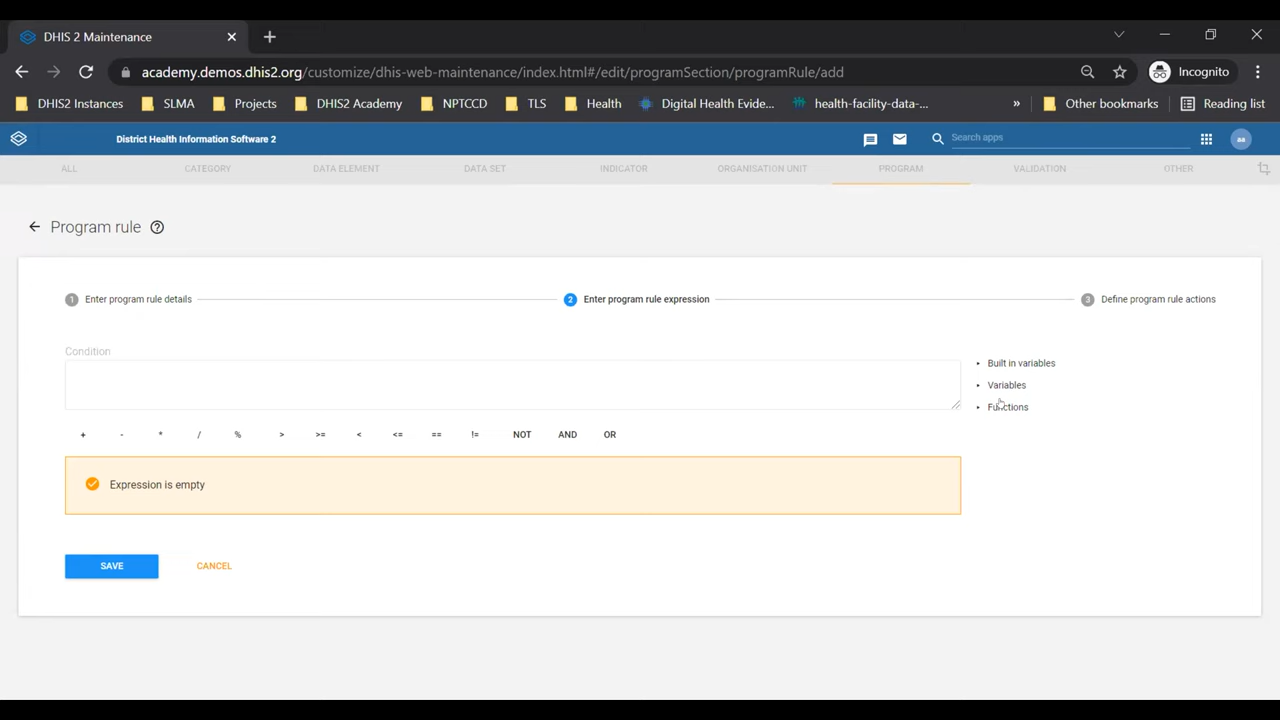 DHIS 2 Maintenance
academy.demos.dhis2.org/customize/dhis-web-maintenance/index.html#/edit/programSection/programRule/add
Incognito
DHIS2 Instances SLMA Projects DHIS2 Academy NPTCCD TLS Health Digital Health Evide... health-facility-data-... » Other bookmarks Reading list
District Health Information Software 2
Search apps
aa
ALL CATEGORY DATA ELEMENT DATA SET INDICATOR ORGANISATION UNIT PROGRAM VALIDATION OTHER
Program rule
1 Enter program rule details 2 Enter program rule expression 3 Define program rule actions
Condition
Built in variables
Variables
Functions
+ - * / % > >= < <= == != NOT AND OR
Expression is empty
SAVE CANCEL